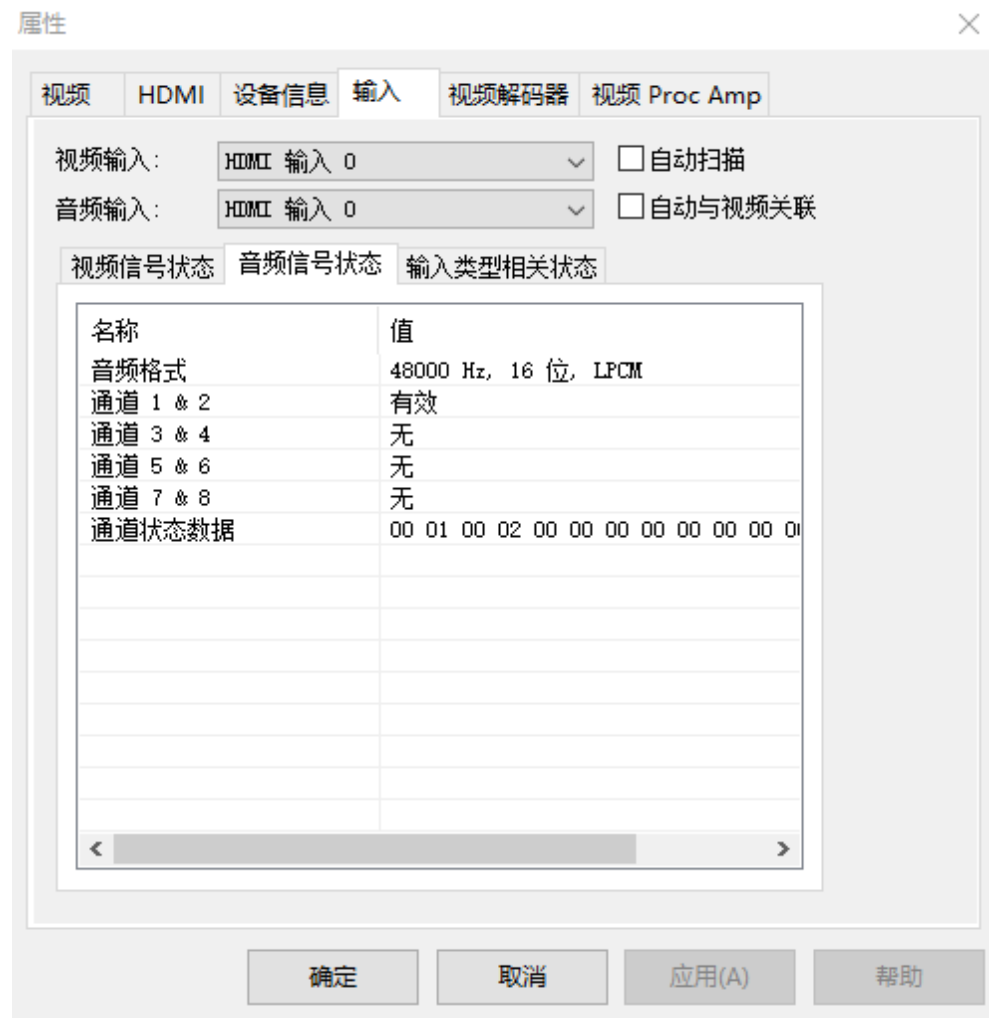 属性
视频 HDMI 设备信息 输入 视频解码器 视频 Proc Amp
视频输入: HDMI 输入 0 自动扫描
音频输入: HDMI 输入 0 自动与视频关联
视频信号状态 音频信号状态 输入类型相关状态
名称 值
音频格式 48000 Hz, 16 位, LPCM
通道 1 & 2 有效
通道 3 & 4 无
通道 5 & 6 无
通道 7 & 8 无
通道状态数据 00 01 00 02 00 00 00 00 00 00 00
确定 取消 应用(A) 帮助